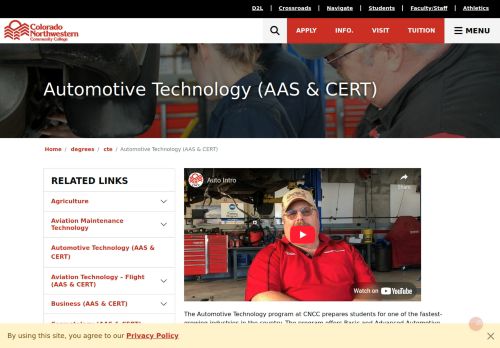 D2L | Crossroads | Navigate | Students | Faculty/Staff | Athletics
Colorado
Northwestern
Community College
APPLY INFO. VISIT TUITION MENU
Automotive Technology (AAS & CERT)
Home / degrees / cte / Automotive Technology (AAS & CERT)
RELATED LINKS
Agriculture
Aviation Maintenance
Technology
Automotive Technology (AAS &
CERT)
Aviation Technology – Flight
(AAS & CERT)
Business (AAS & CERT)
Auto Intro
Share
Watch on YouTube
The Automotive Technology program at CNCC prepares students for one of the fastest-
growing industries in the country. The program offers Basic and Advanced Automotive
By using this site, you agree to our Privacy Policy